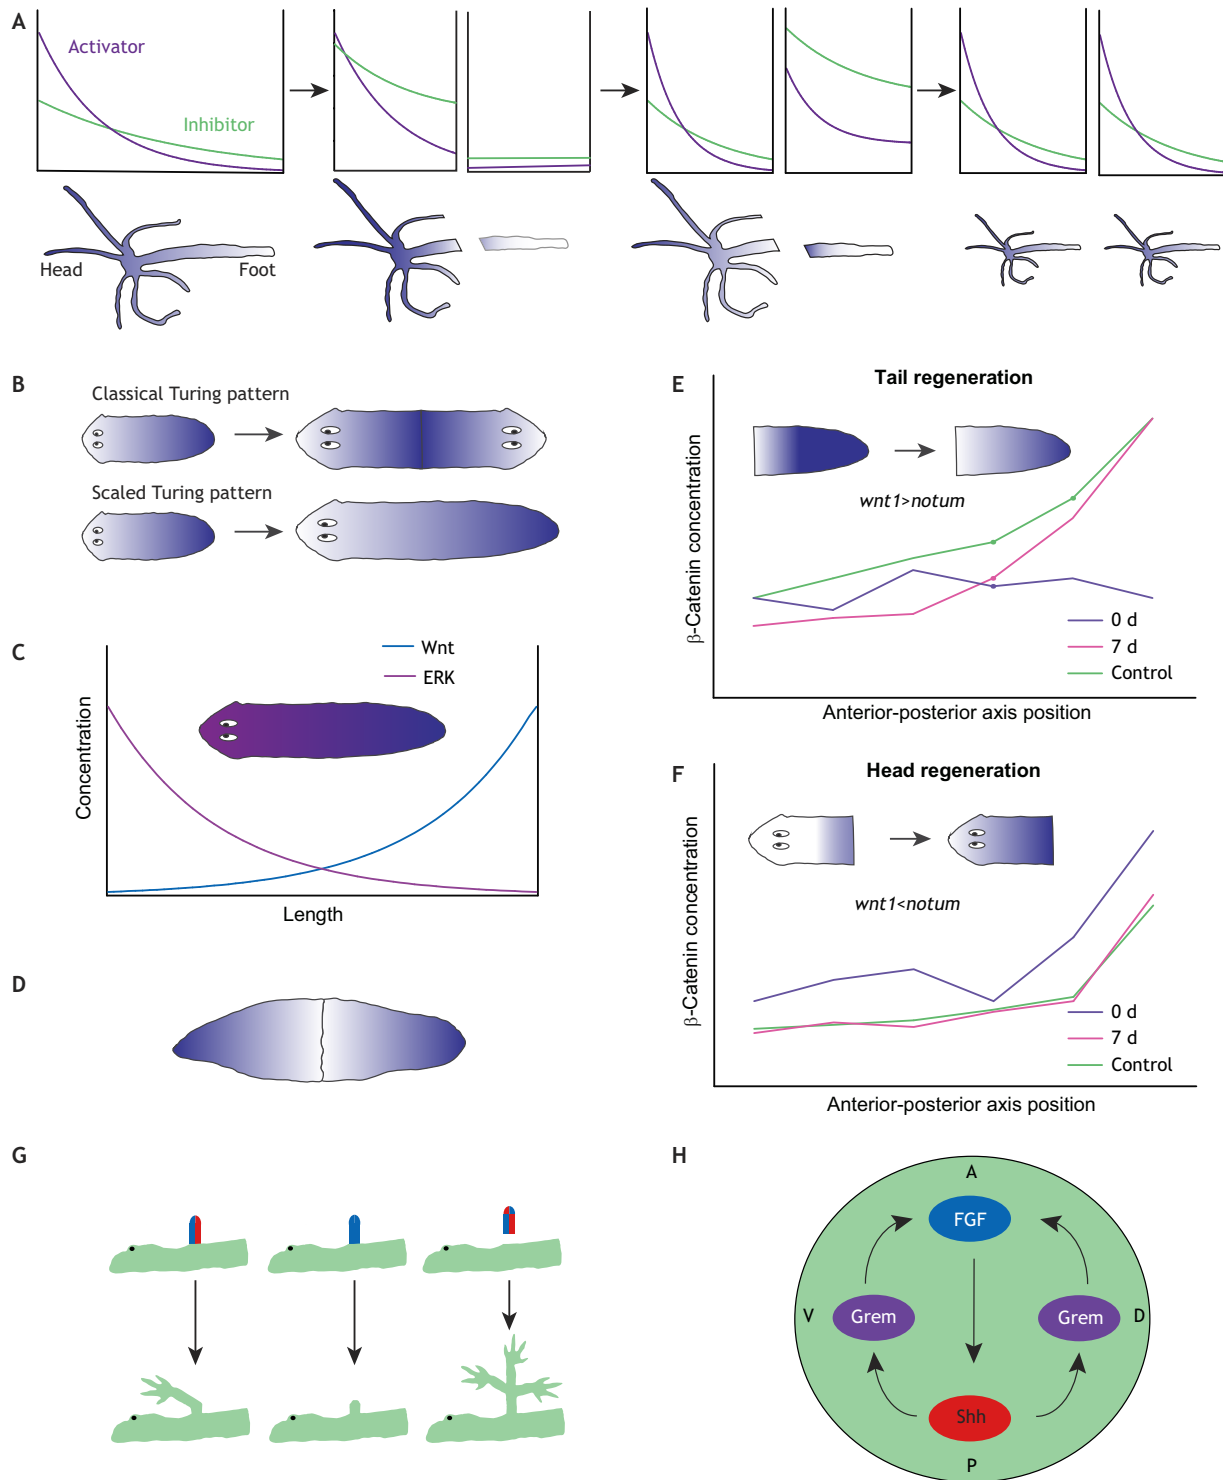 A
Activator
Inhibitor
Head
Foot
B
Classical Turing pattern
Scaled Turing pattern
C
Wnt
ERK
Concentration
Length
D
E
Tail regeneration
wnt1>notum
β-Catenin concentration
0 d
7 d
Control
Anterior-posterior axis position
F
Head regeneration
wnt1<notum
β-Catenin concentration
0 d
7 d
Control
Anterior-posterior axis position
G
H
A
FGF
V
Grem
Grem
D
Shh
P